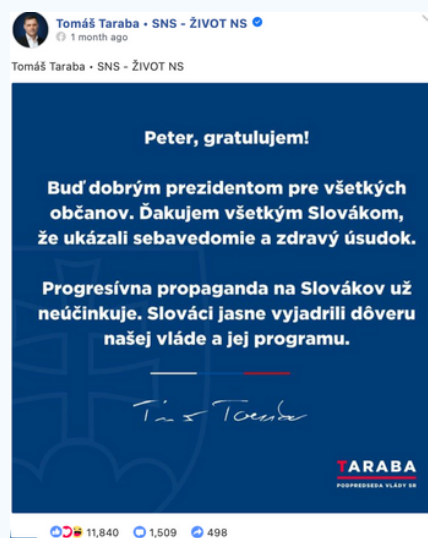 Tomáš Taraba • SNS - ŽIVOT NS
1 month ago
Tomáš Taraba • SNS - ŽIVOT NS
Peter, gratulujem!
Buď dobrým prezidentom pre všetkých
občanov. Ďakujem všetkým Slovákom,
že ukázali sebavedomie a zdravý úsudok.
Progresívna propaganda na Slovákov už
neúčinkuje. Slováci jasne vyjadrili dôveru
našej vláde a jej programu.
TARABA
PODPREDSEDA VLÁDY SR
11,840 1,509 498